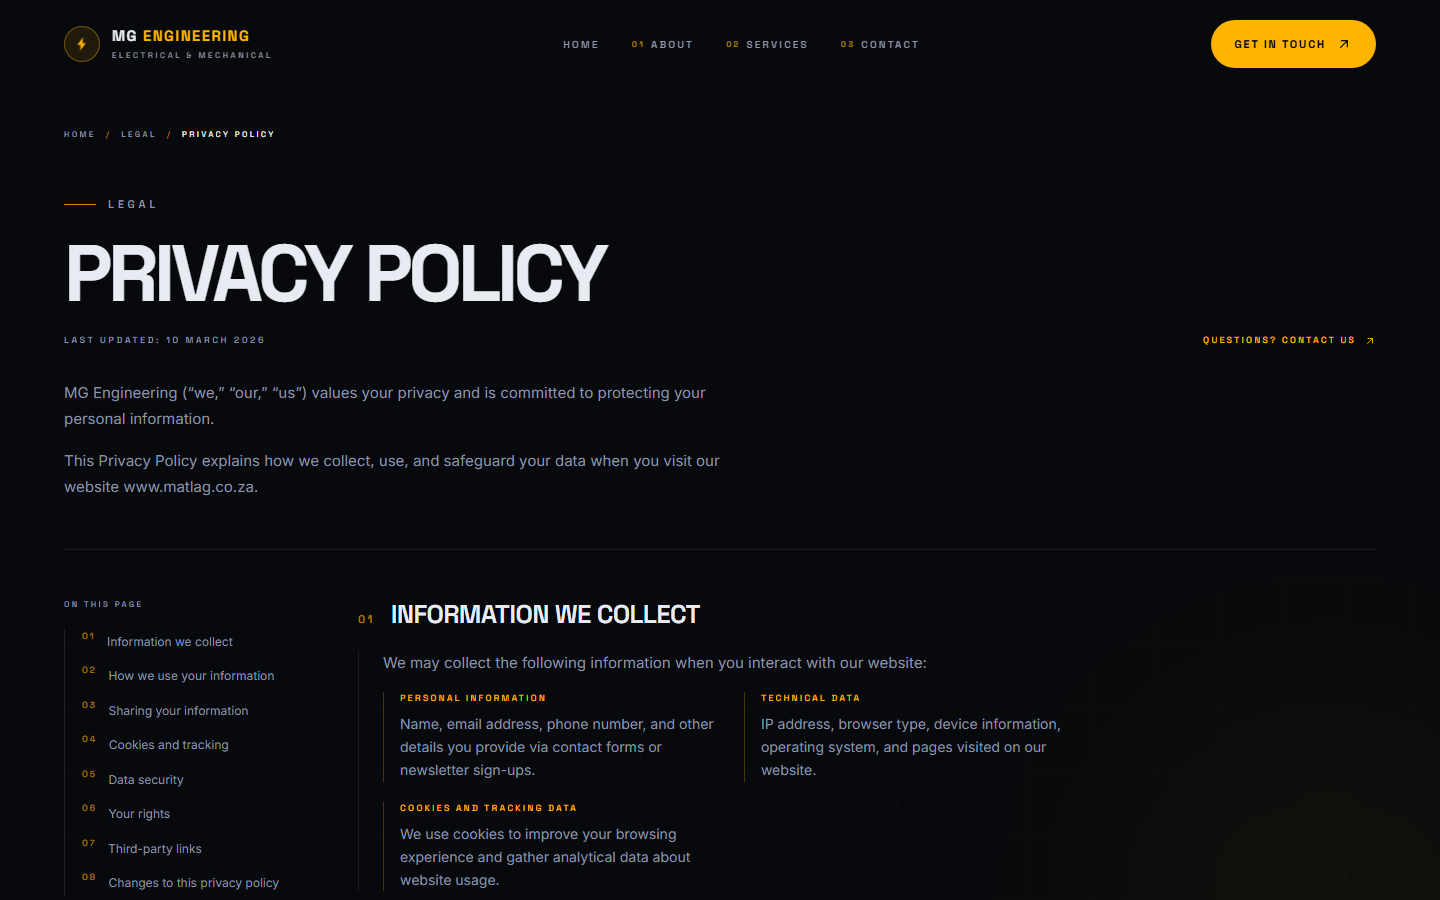 MG ENGINEERING
ELECTRICAL & MECHANICAL
HOME
01 ABOUT
02 SERVICES
03 CONTACT
GET IN TOUCH
HOME / LEGAL / PRIVACY POLICY
LEGAL
PRIVACY POLICY
LAST UPDATED: 10 MARCH 2026
QUESTIONS? CONTACT US
MG Engineering (“we,” “our,” “us”) values your privacy and is committed to protecting your
personal information.
This Privacy Policy explains how we collect, use, and safeguard your data when you visit our
website www.matlag.co.za.
ON THIS PAGE
01 Information we collect
02 How we use your information
03 Sharing your information
04 Cookies and tracking
05 Data security
06 Your rights
07 Third-party links
08 Changes to this privacy policy
01 INFORMATION WE COLLECT
We may collect the following information when you interact with our website:
PERSONAL INFORMATION
Name, email address, phone number, and other
details you provide via contact forms or
newsletter sign-ups.
TECHNICAL DATA
IP address, browser type, device information,
operating system, and pages visited on our
website.
COOKIES AND TRACKING DATA
We use cookies to improve your browsing
experience and gather analytical data about
website usage.